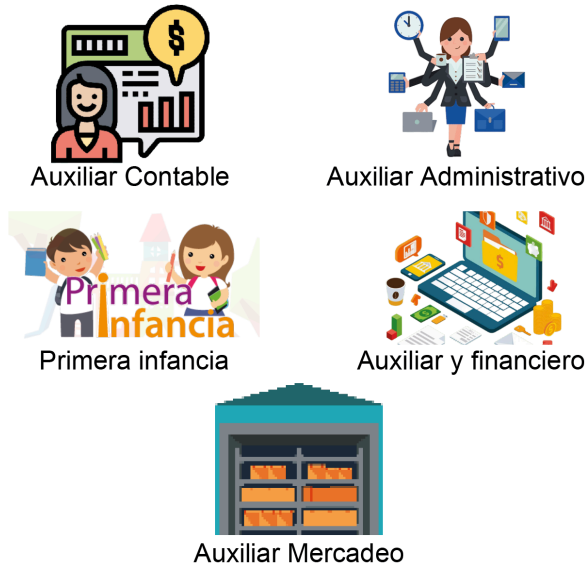 $
Auxiliar Contable
Auxiliar Administrativo
Primera
infancia
$
Primera infancia
Auxiliar y financiero
Auxiliar Mercadeo